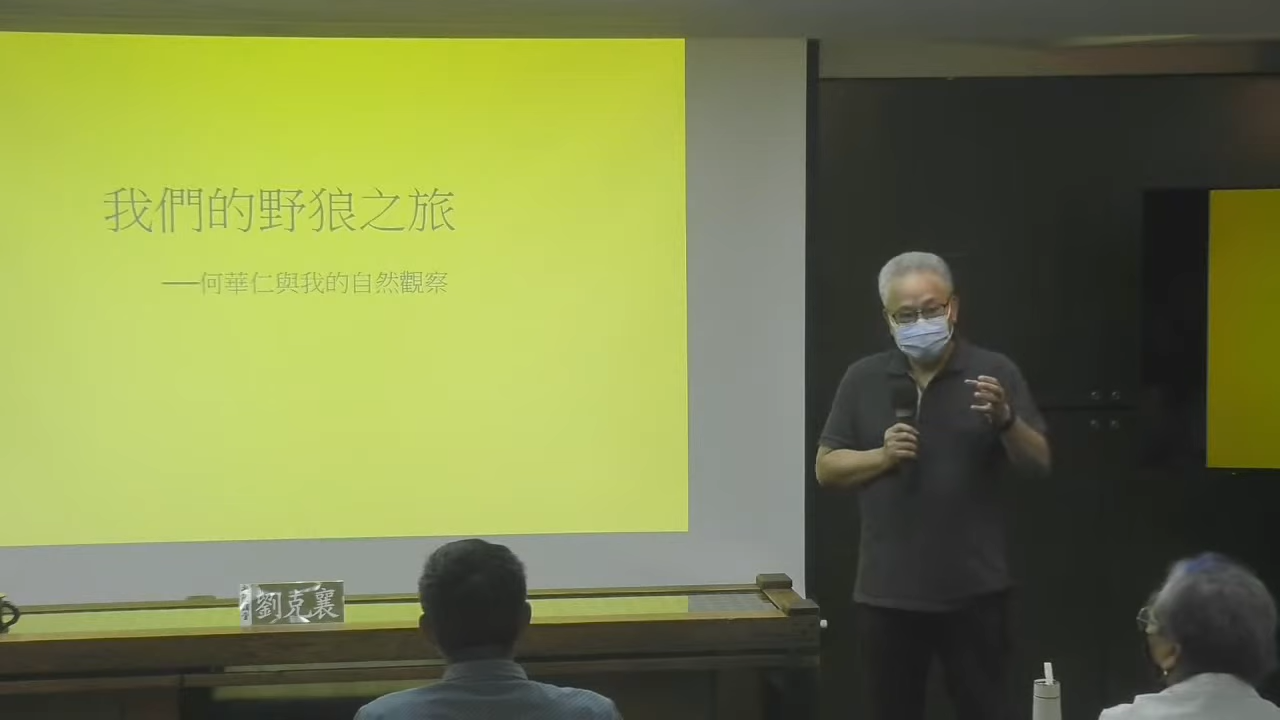 我們的野狼之旅
──何華仁與我的自然觀察
劉克襄